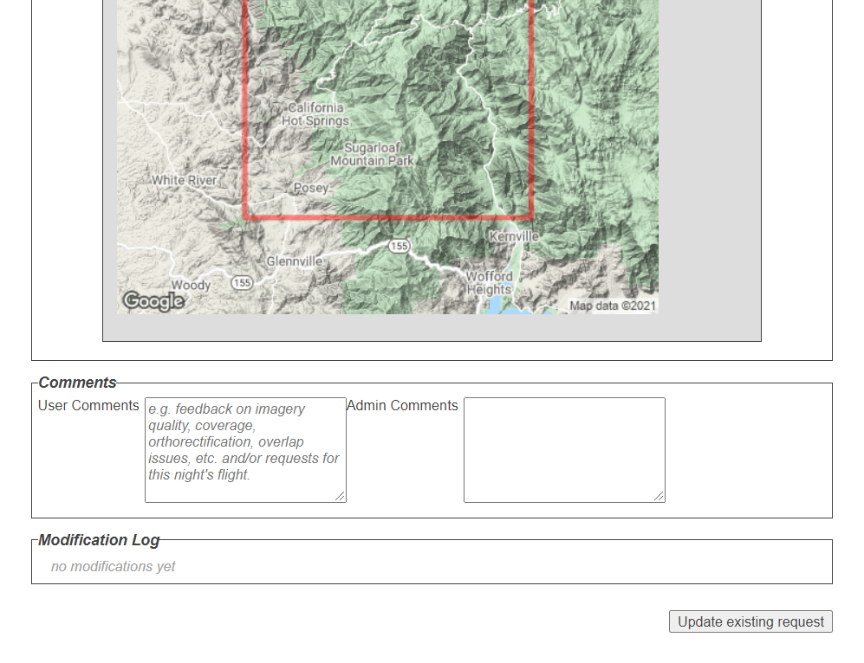 California
Hot Springs
Sugarloaf
Mountain Park
White River
Posey
Kernville
155
Glennville
Wofford
Heights
155
Woody
Google
Map data ©2021
Comments
User Comments
e.g. feedback on imagery
quality, coverage,
orthorectification, overlap
issues, etc. and/or requests for
this night's flight.
Admin Comments
Modification Log
no modifications yet
Update existing request